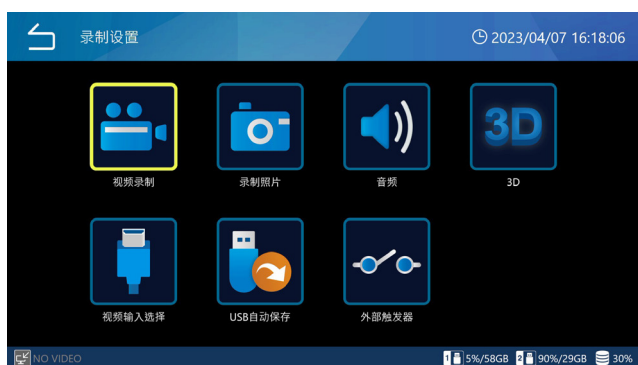 录制设置
2023/04/07 16:18:06
3D
视频录制 录制照片 音频 3D
视频输入选择 USB自动保存 外部触发器
NO VIDEO 1 5%/58GB 2 90%/29GB 30%